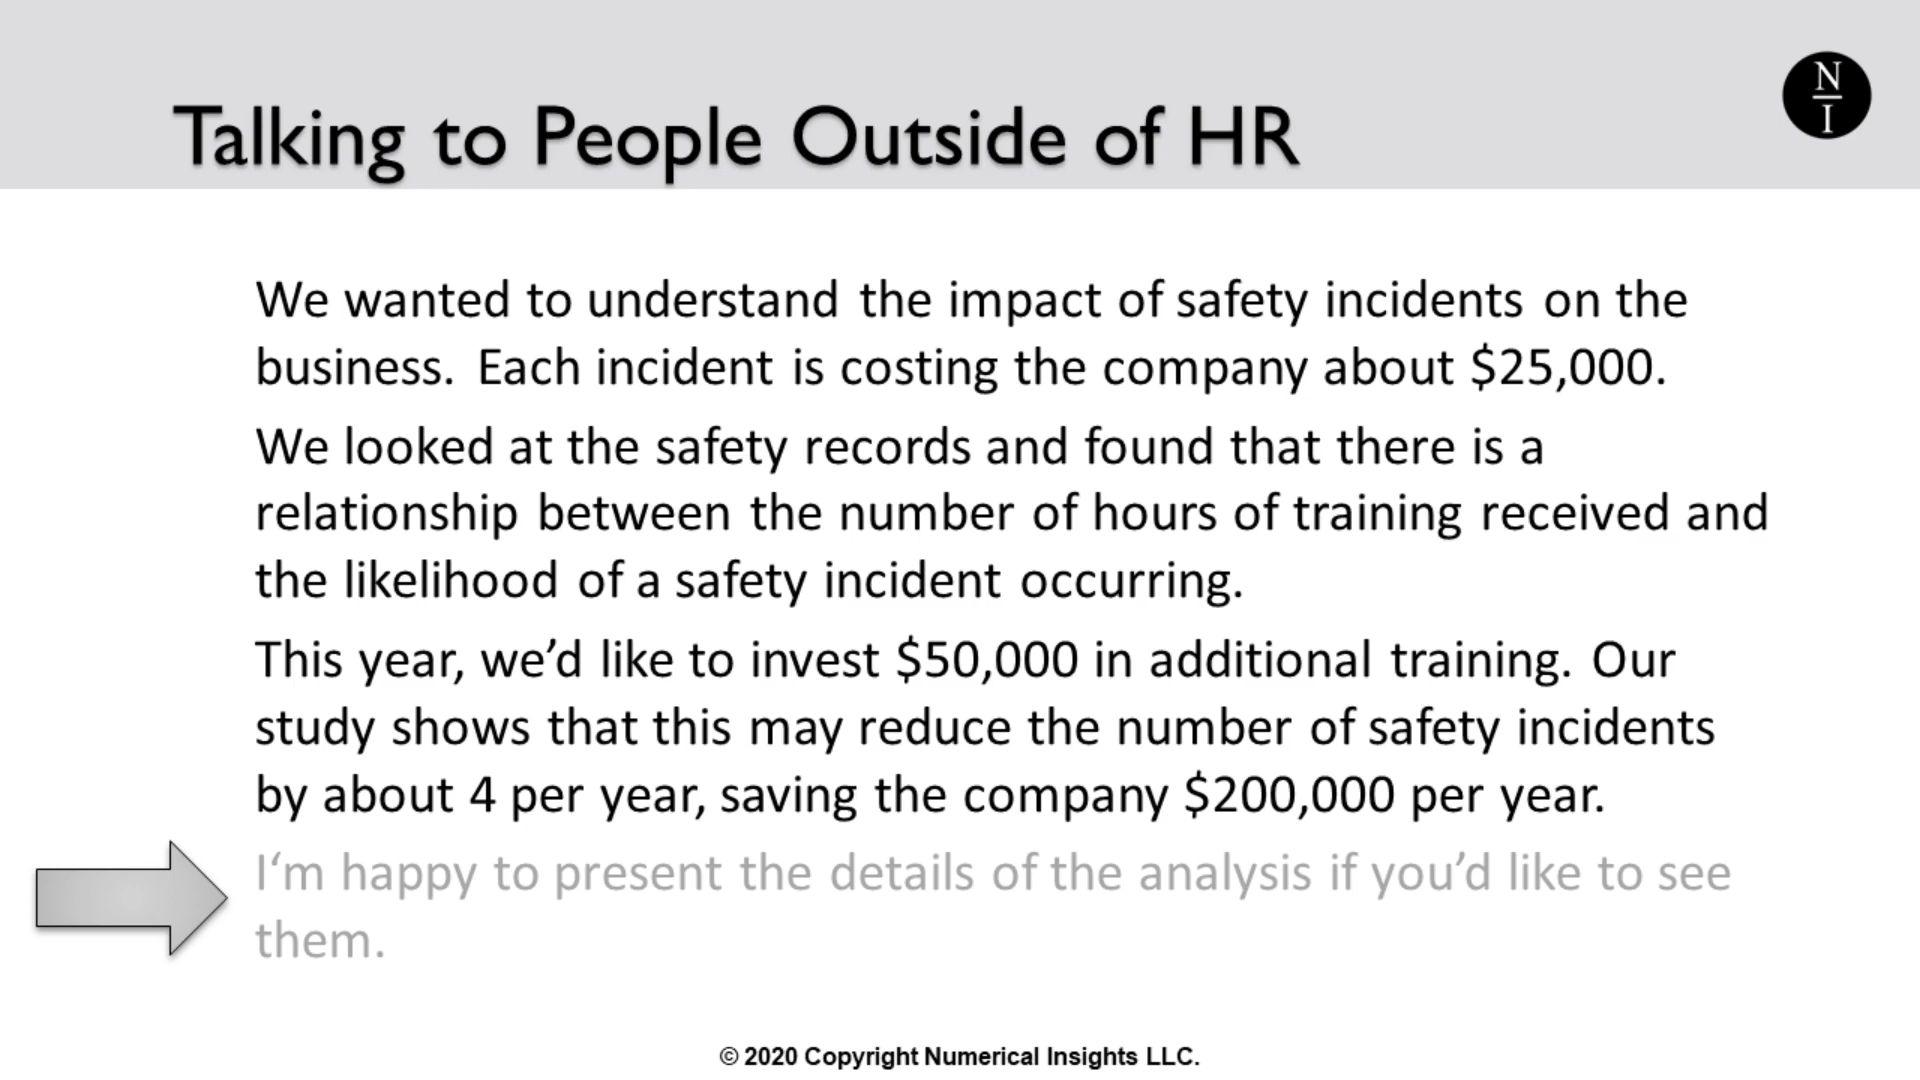 Talking to People Outside of HR
N
I
We wanted to understand the impact of safety incidents on the
business. Each incident is costing the company about $25,000.
We looked at the safety records and found that there is a
relationship between the number of hours of training received and
the likelihood of a safety incident occurring.
This year, we’d like to invest $50,000 in additional training. Our
study shows that this may reduce the number of safety incidents
by about 4 per year, saving the company $200,000 per year.
I‘m happy to present the details of the analysis if you’d like to see
them.
© 2020 Copyright Numerical Insights LLC.